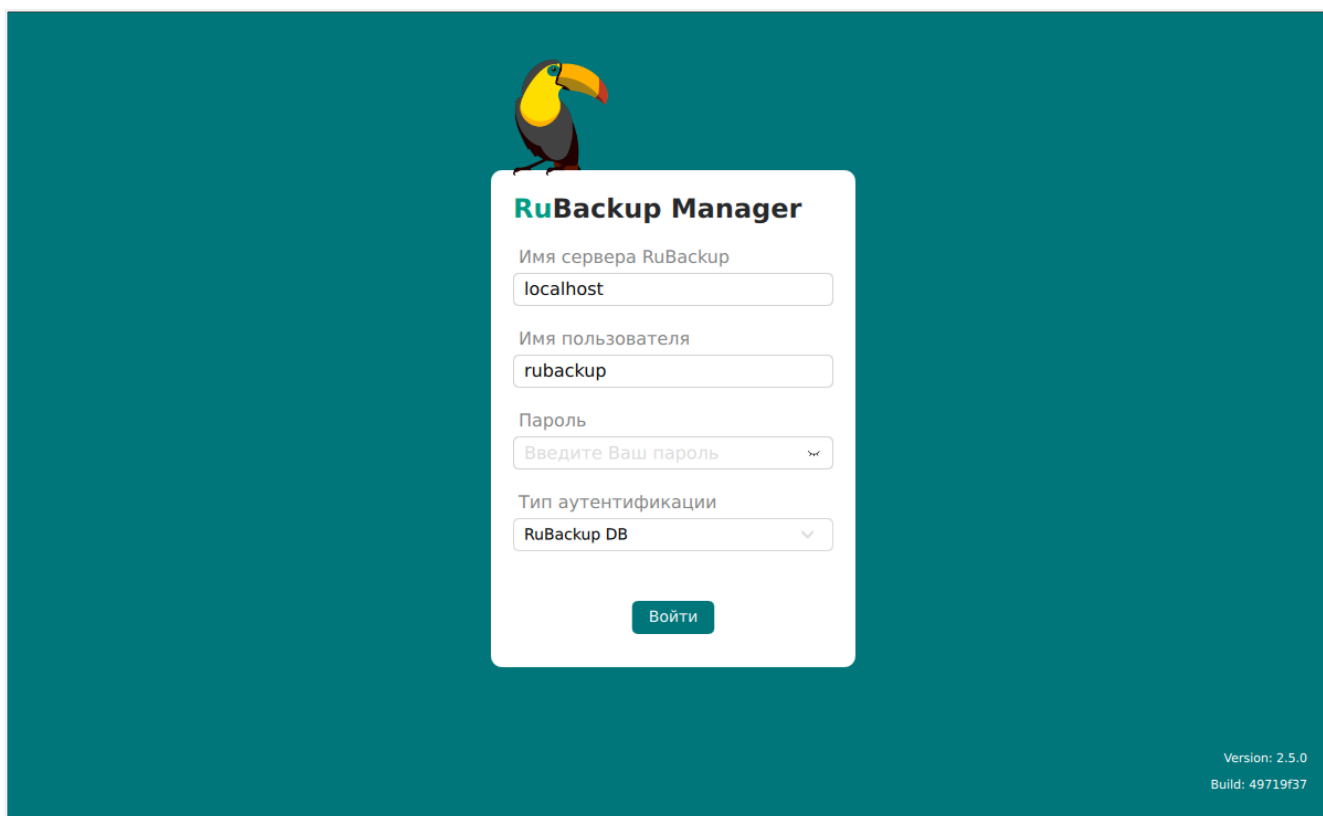 RuBackup Manager
Имя сервера RuBackup
localhost
Имя пользователя
rubackup
Пароль
Введите Ваш пароль
Тип аутентификации
RuBackup DB
Войти
Version: 2.5.0
Build: 49719f37